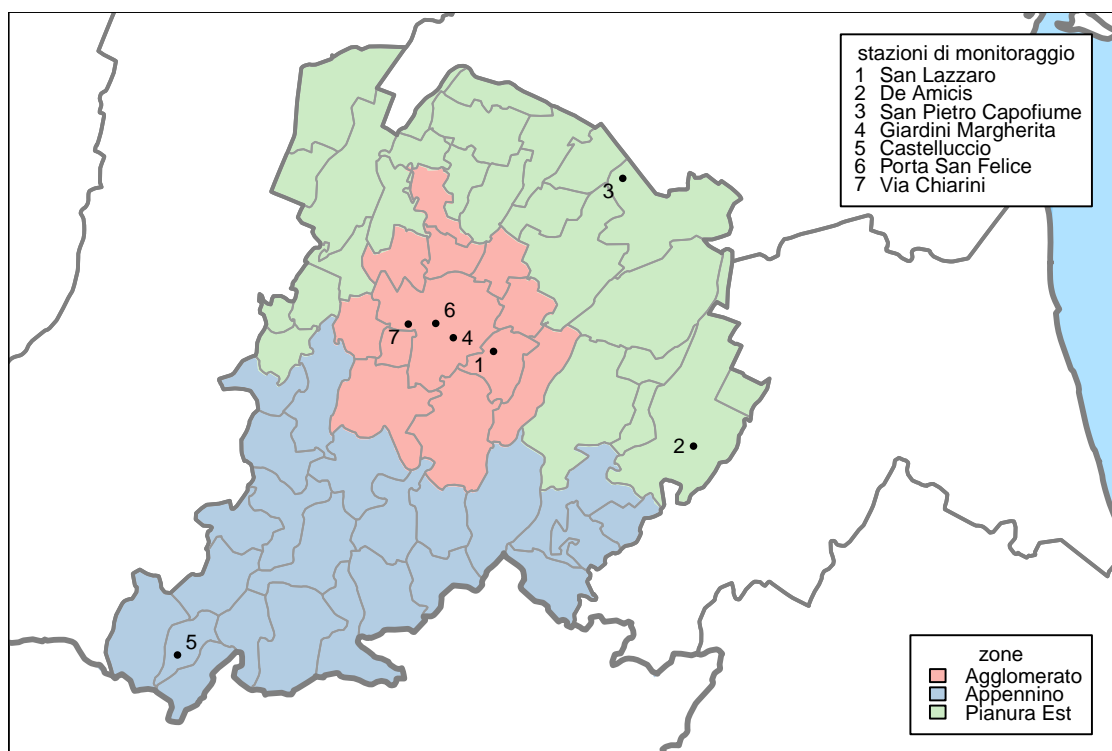 stazioni di monitoraggio
1 San Lazzaro
2 De Amicis
3 San Pietro Capofiume
4 Giardini Margherita
5 Castelluccio
6 Porta San Felice
7 Via Chiarini
3
6
7
4
1
2
5
zone
Agglomerato
Appennino
Pianura Est